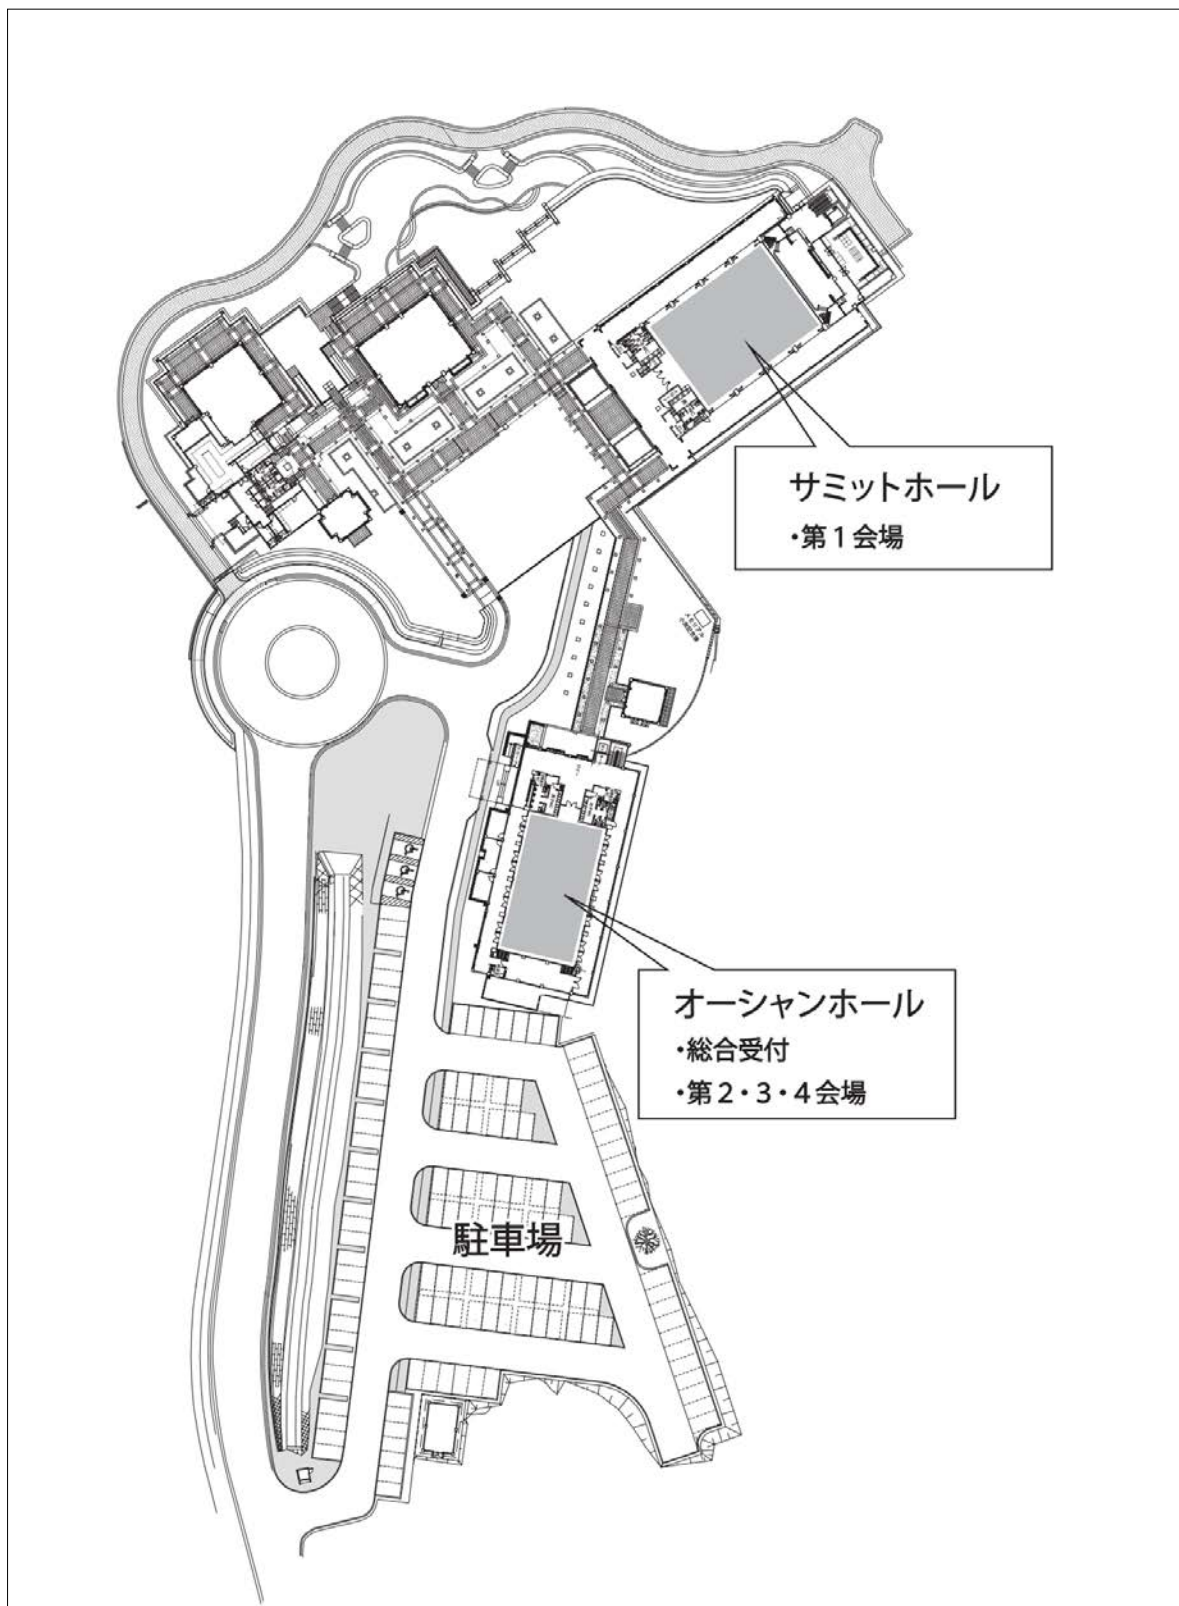 サミットホール
・第1会場
オーシャンホール
・総合受付
・第2・3・4会場
駐車場